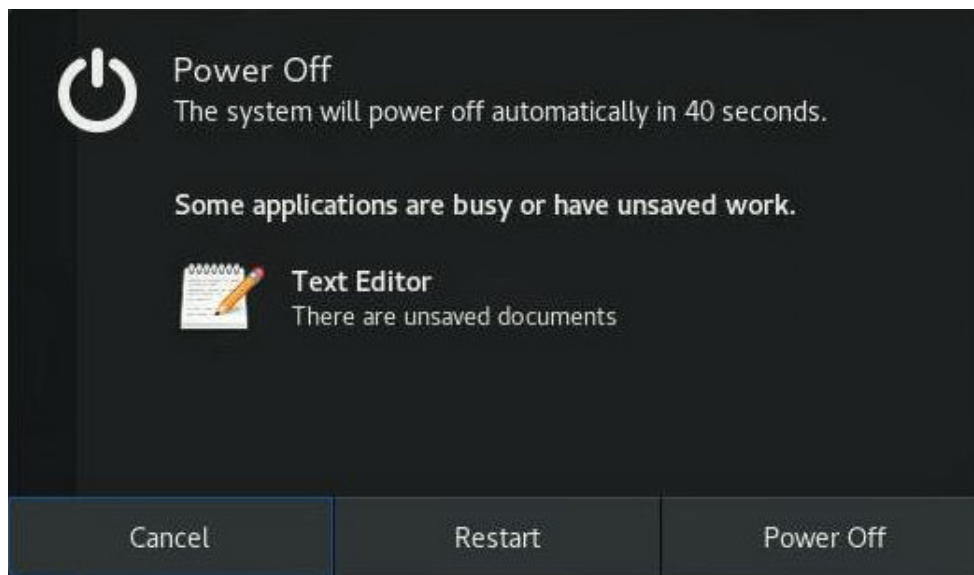 Power Off
The system will power off automatically in 40 seconds.
Some applications are busy or have unsaved work.
Text Editor
There are unsaved documents
Cancel
Restart
Power Off